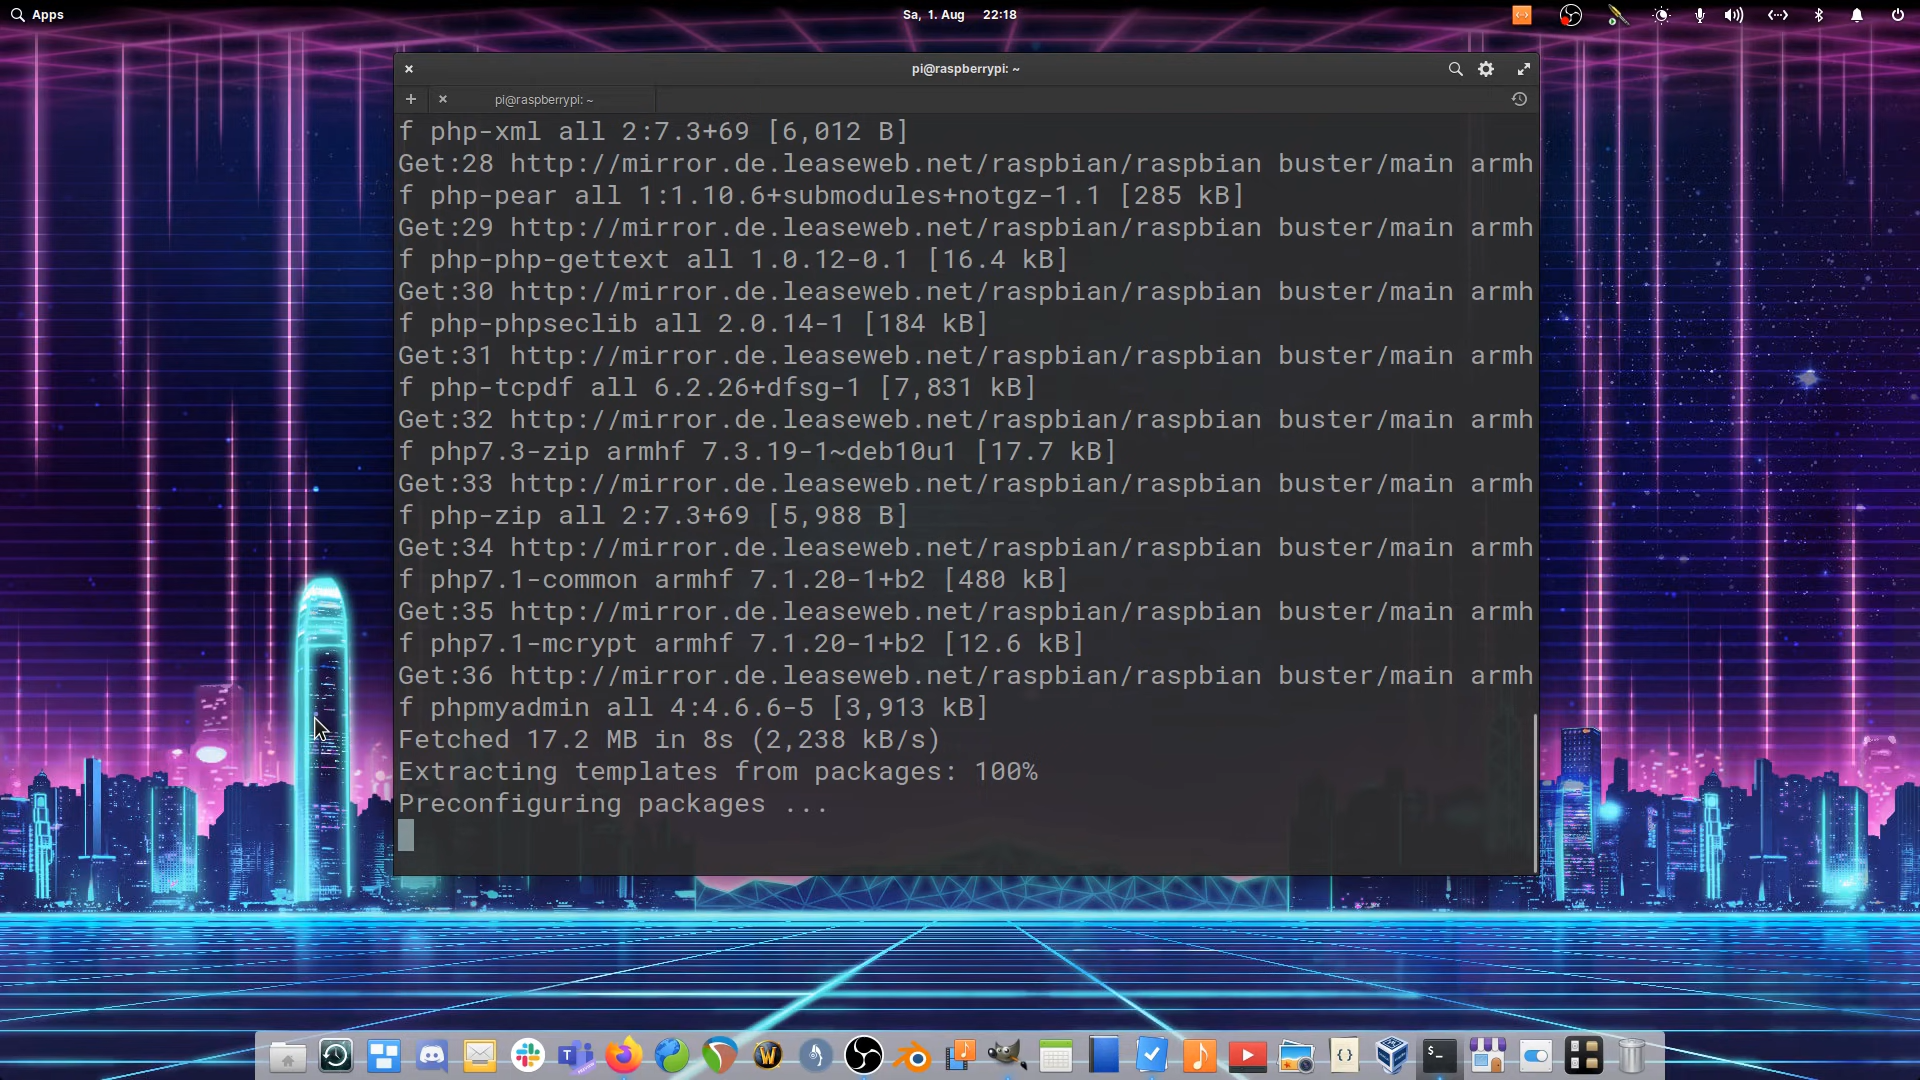 Apps
Sa, 1. Aug 22:18
pi@raspberrypi: ~
pi@raspberrypi: ~
f php-xml all 2:7.3+69 [6,012 B]
Get:28 http://mirror.de.leaseweb.net/raspbian/raspbian buster/main armh
f php-pear all 1:1.10.6+submodules+notgz-1.1 [285 kB]
Get:29 http://mirror.de.leaseweb.net/raspbian/raspbian buster/main armh
f php-php-gettext all 1.0.12-0.1 [16.4 kB]
Get:30 http://mirror.de.leaseweb.net/raspbian/raspbian buster/main armh
f php-phpseclib all 2.0.14-1 [184 kB]
Get:31 http://mirror.de.leaseweb.net/raspbian/raspbian buster/main armh
f php-tcpdf all 6.2.26+dfsg-1 [7,831 kB]
Get:32 http://mirror.de.leaseweb.net/raspbian/raspbian buster/main armh
f php7.3-zip armhf 7.3.19-1~deb10u1 [17.7 kB]
Get:33 http://mirror.de.leaseweb.net/raspbian/raspbian buster/main armh
f php-zip all 2:7.3+69 [5,988 B]
Get:34 http://mirror.de.leaseweb.net/raspbian/raspbian buster/main armh
f php7.1-common armhf 7.1.20-1+b2 [480 kB]
Get:35 http://mirror.de.leaseweb.net/raspbian/raspbian buster/main armh
f php7.1-mcrypt armhf 7.1.20-1+b2 [12.6 kB]
Get:36 http://mirror.de.leaseweb.net/raspbian/raspbian buster/main armh
f phpmyadmin all 4:4.6.6-5 [3,913 kB]
Fetched 17.2 MB in 8s (2,238 kB/s)
Extracting templates from packages: 100%
Preconfiguring packages ...